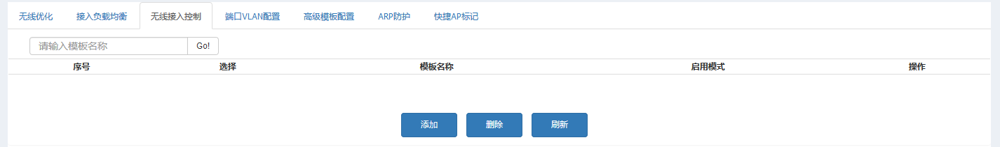 无线优化 接入负载均衡 无线接入控制 端口VLAN配置 高级模板配置 ARP防护 快捷AP标记
请输入模板名称 Go!
序号 选择 模板名称 启用模式 操作
添加 删除 刷新